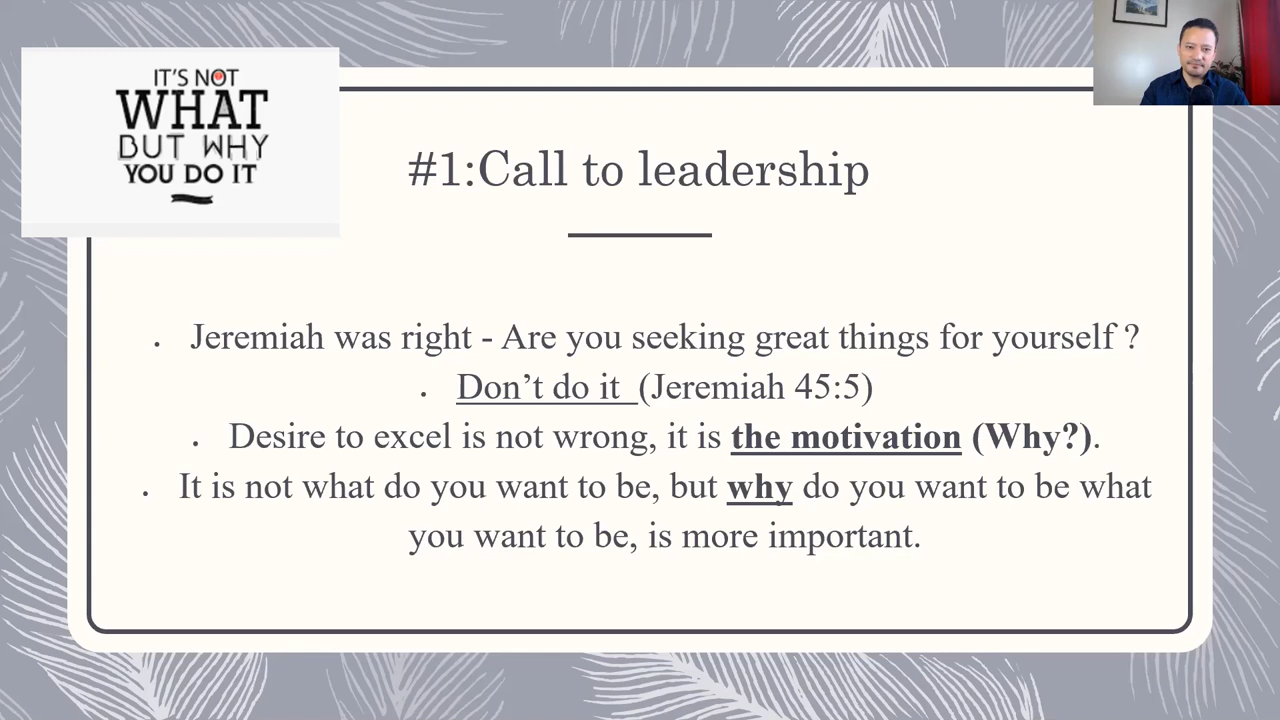 IT'S NOT
WHAT
BUT WHY
YOU DO IT
#1:Call to leadership
• Jeremiah was right - Are you seeking great things for yourself ?
• Don’t do it (Jeremiah 45:5)
• Desire to excel is not wrong, it is the motivation (Why?).
• It is not what do you want to be, but why do you want to be what
you want to be, is more important.